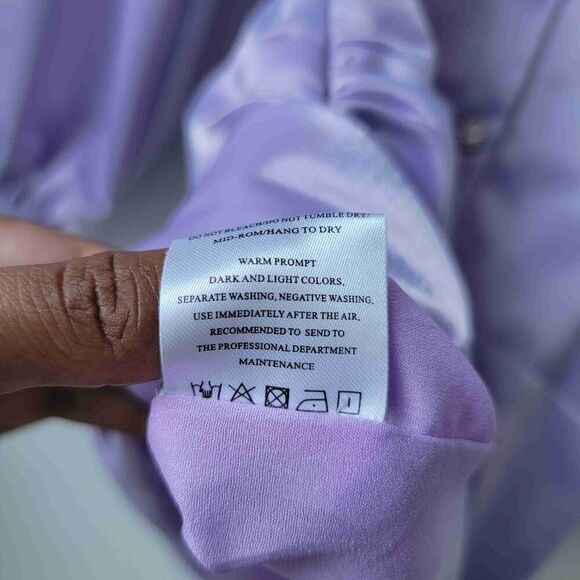 DO NOT BLEACH/DO NOT TUMBLE DRY/
MID-ROM/HANG TO DRY
WARM PROMPT
DARK AND LIGHT COLORS,
SEPARATE WASHING, NEGATIVE WASHING,
USE IMMEDIATELY AFTER THE AIR,
RECOMMENDED TO SEND TO
THE PROFESSIONAL DEPARTMENT
MAINTENANCE